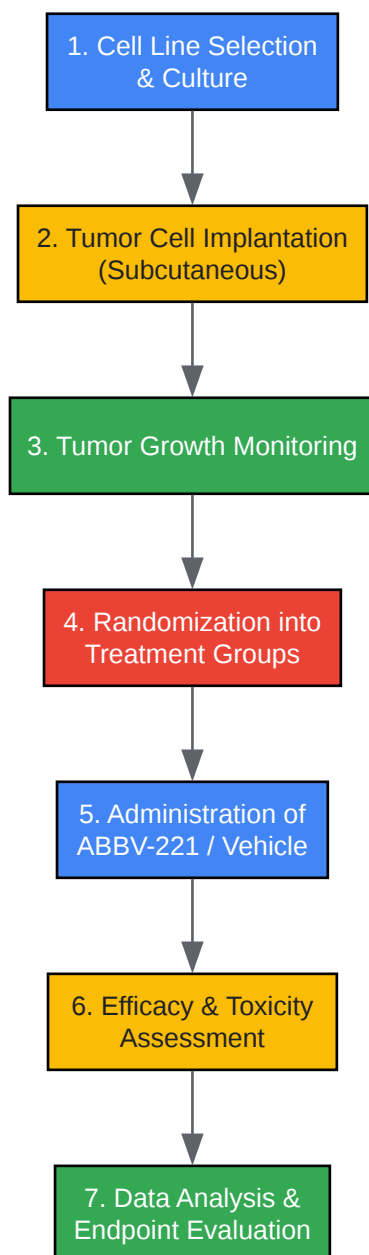 1. Cell Line Selection
& Culture
2. Tumor Cell Implantation
(Subcutaneous)
3. Tumor Growth Monitoring
4. Randomization into
Treatment Groups
5. Administration of
ABBV-221 / Vehicle
6. Efficacy & Toxicity
Assessment
7. Data Analysis &
Endpoint Evaluation